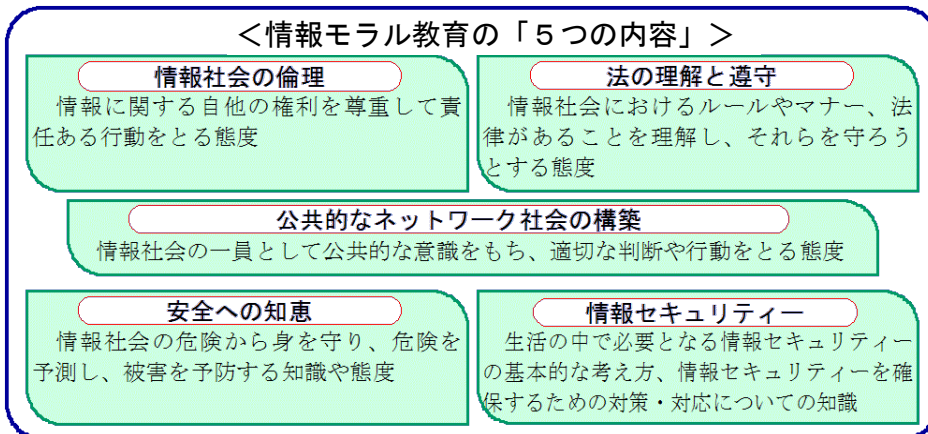 ＜情報モラル教育の「５つの内容」＞
情報社会の倫理
情報に関する自他の権利を尊重して責
任ある行動をとる態度
法の理解と遵守
情報社会におけるルールやマナー、法
律があることを理解し、それらを守ろう
とする態度
公共的なネットワーク社会の構築
情報社会の一員として公共的な意識をもち、適切な判断や行動をとる態度
安全への知恵
情報社会の危険から身を守り、危険を
予測し、被害を予防する知識や態度
情報セキュリティー
生活の中で必要となる情報セキュリティー
の基本的な考え方、情報セキュリティーを確
保するための対策・対応についての知識